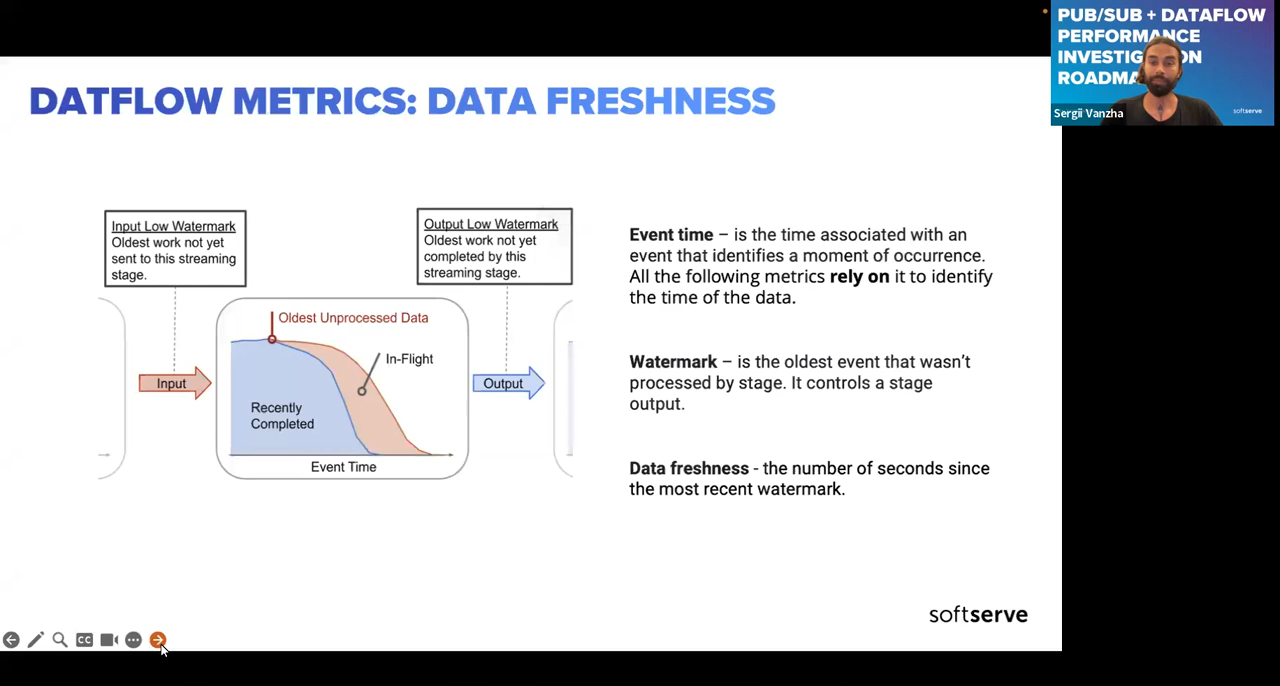 PUB/SUB + DATAFLOW
PERFORMANCE
INVESTIG ON
ROADMA
Sergii Vanzha
softserve
DATFLOW METRICS: DATA FRESHNESS
Input Low Watermark
Oldest work not yet
sent to this streaming
stage.
Output Low Watermark
Oldest work not yet
completed by this
streaming stage.
Oldest Unprocessed Data
In-Flight
Input
Output
Recently
Completed
Event Time
Event time – is the time associated with an
event that identifies a moment of occurrence.
All the following metrics rely on it to identify
the time of the data.
Watermark – is the oldest event that wasn’t
processed by stage. It controls a stage
output.
Data freshness - the number of seconds since
the most recent watermark.
softserve
CC